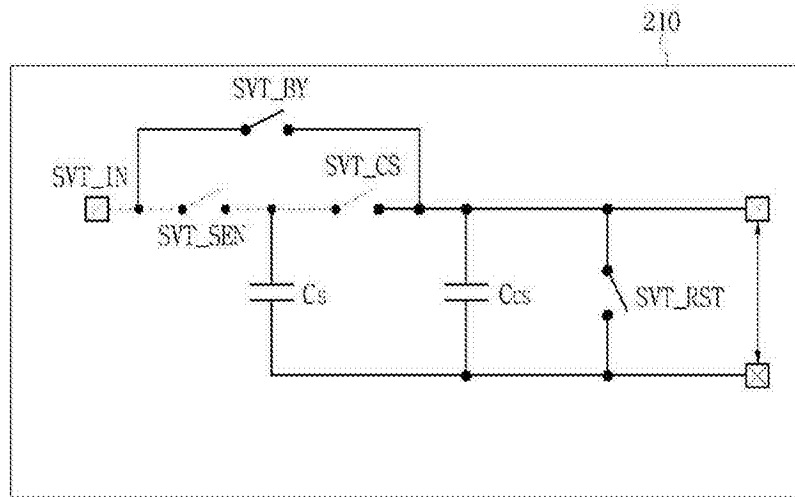 210
SVT_BY
SVT_IN
SVT_CS
SVT_SEN
Cs
Ccs
SVT_RST